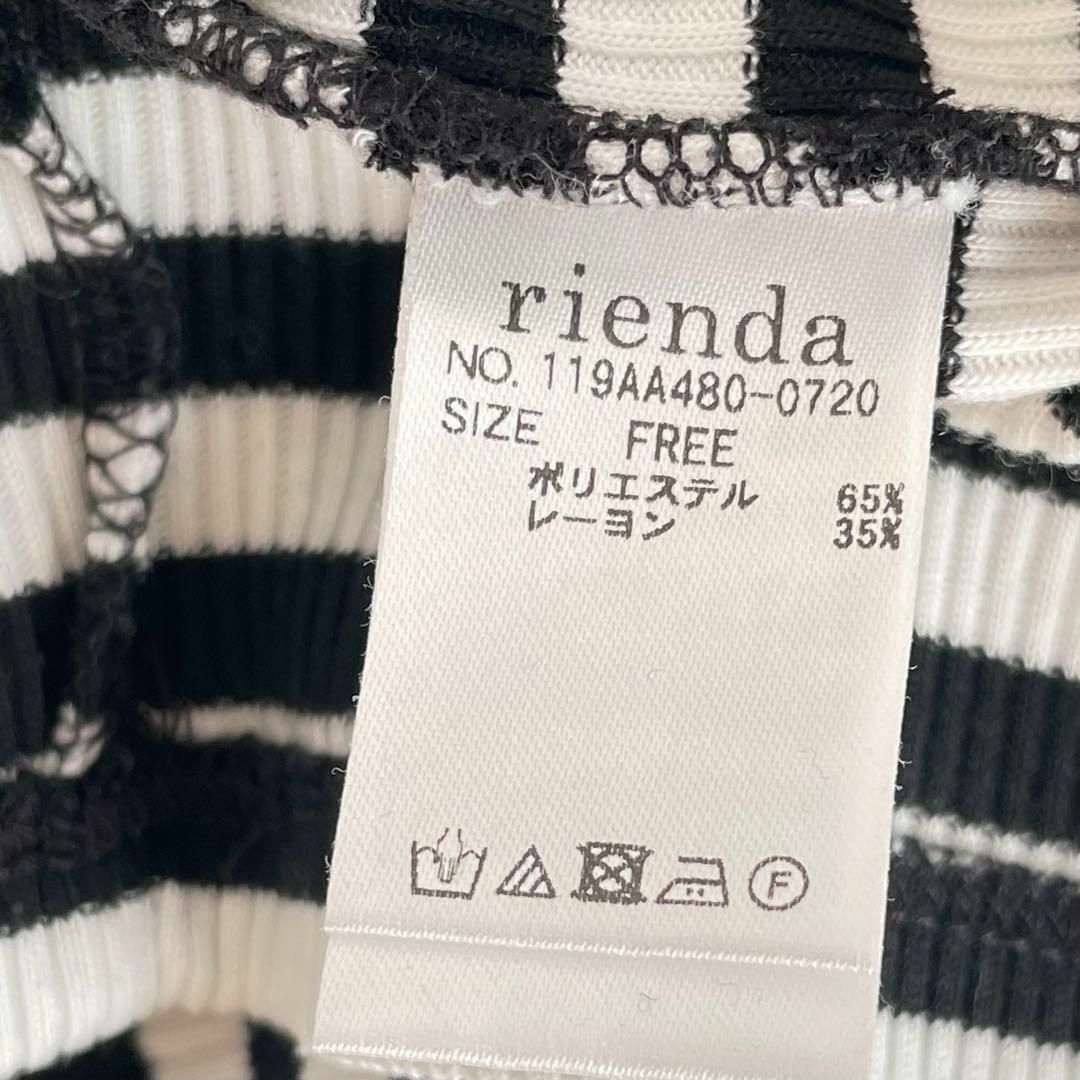 rienda
NO. 119AA480-0720
SIZE FREE
ポリエステル 65%
レーヨン 35%
F